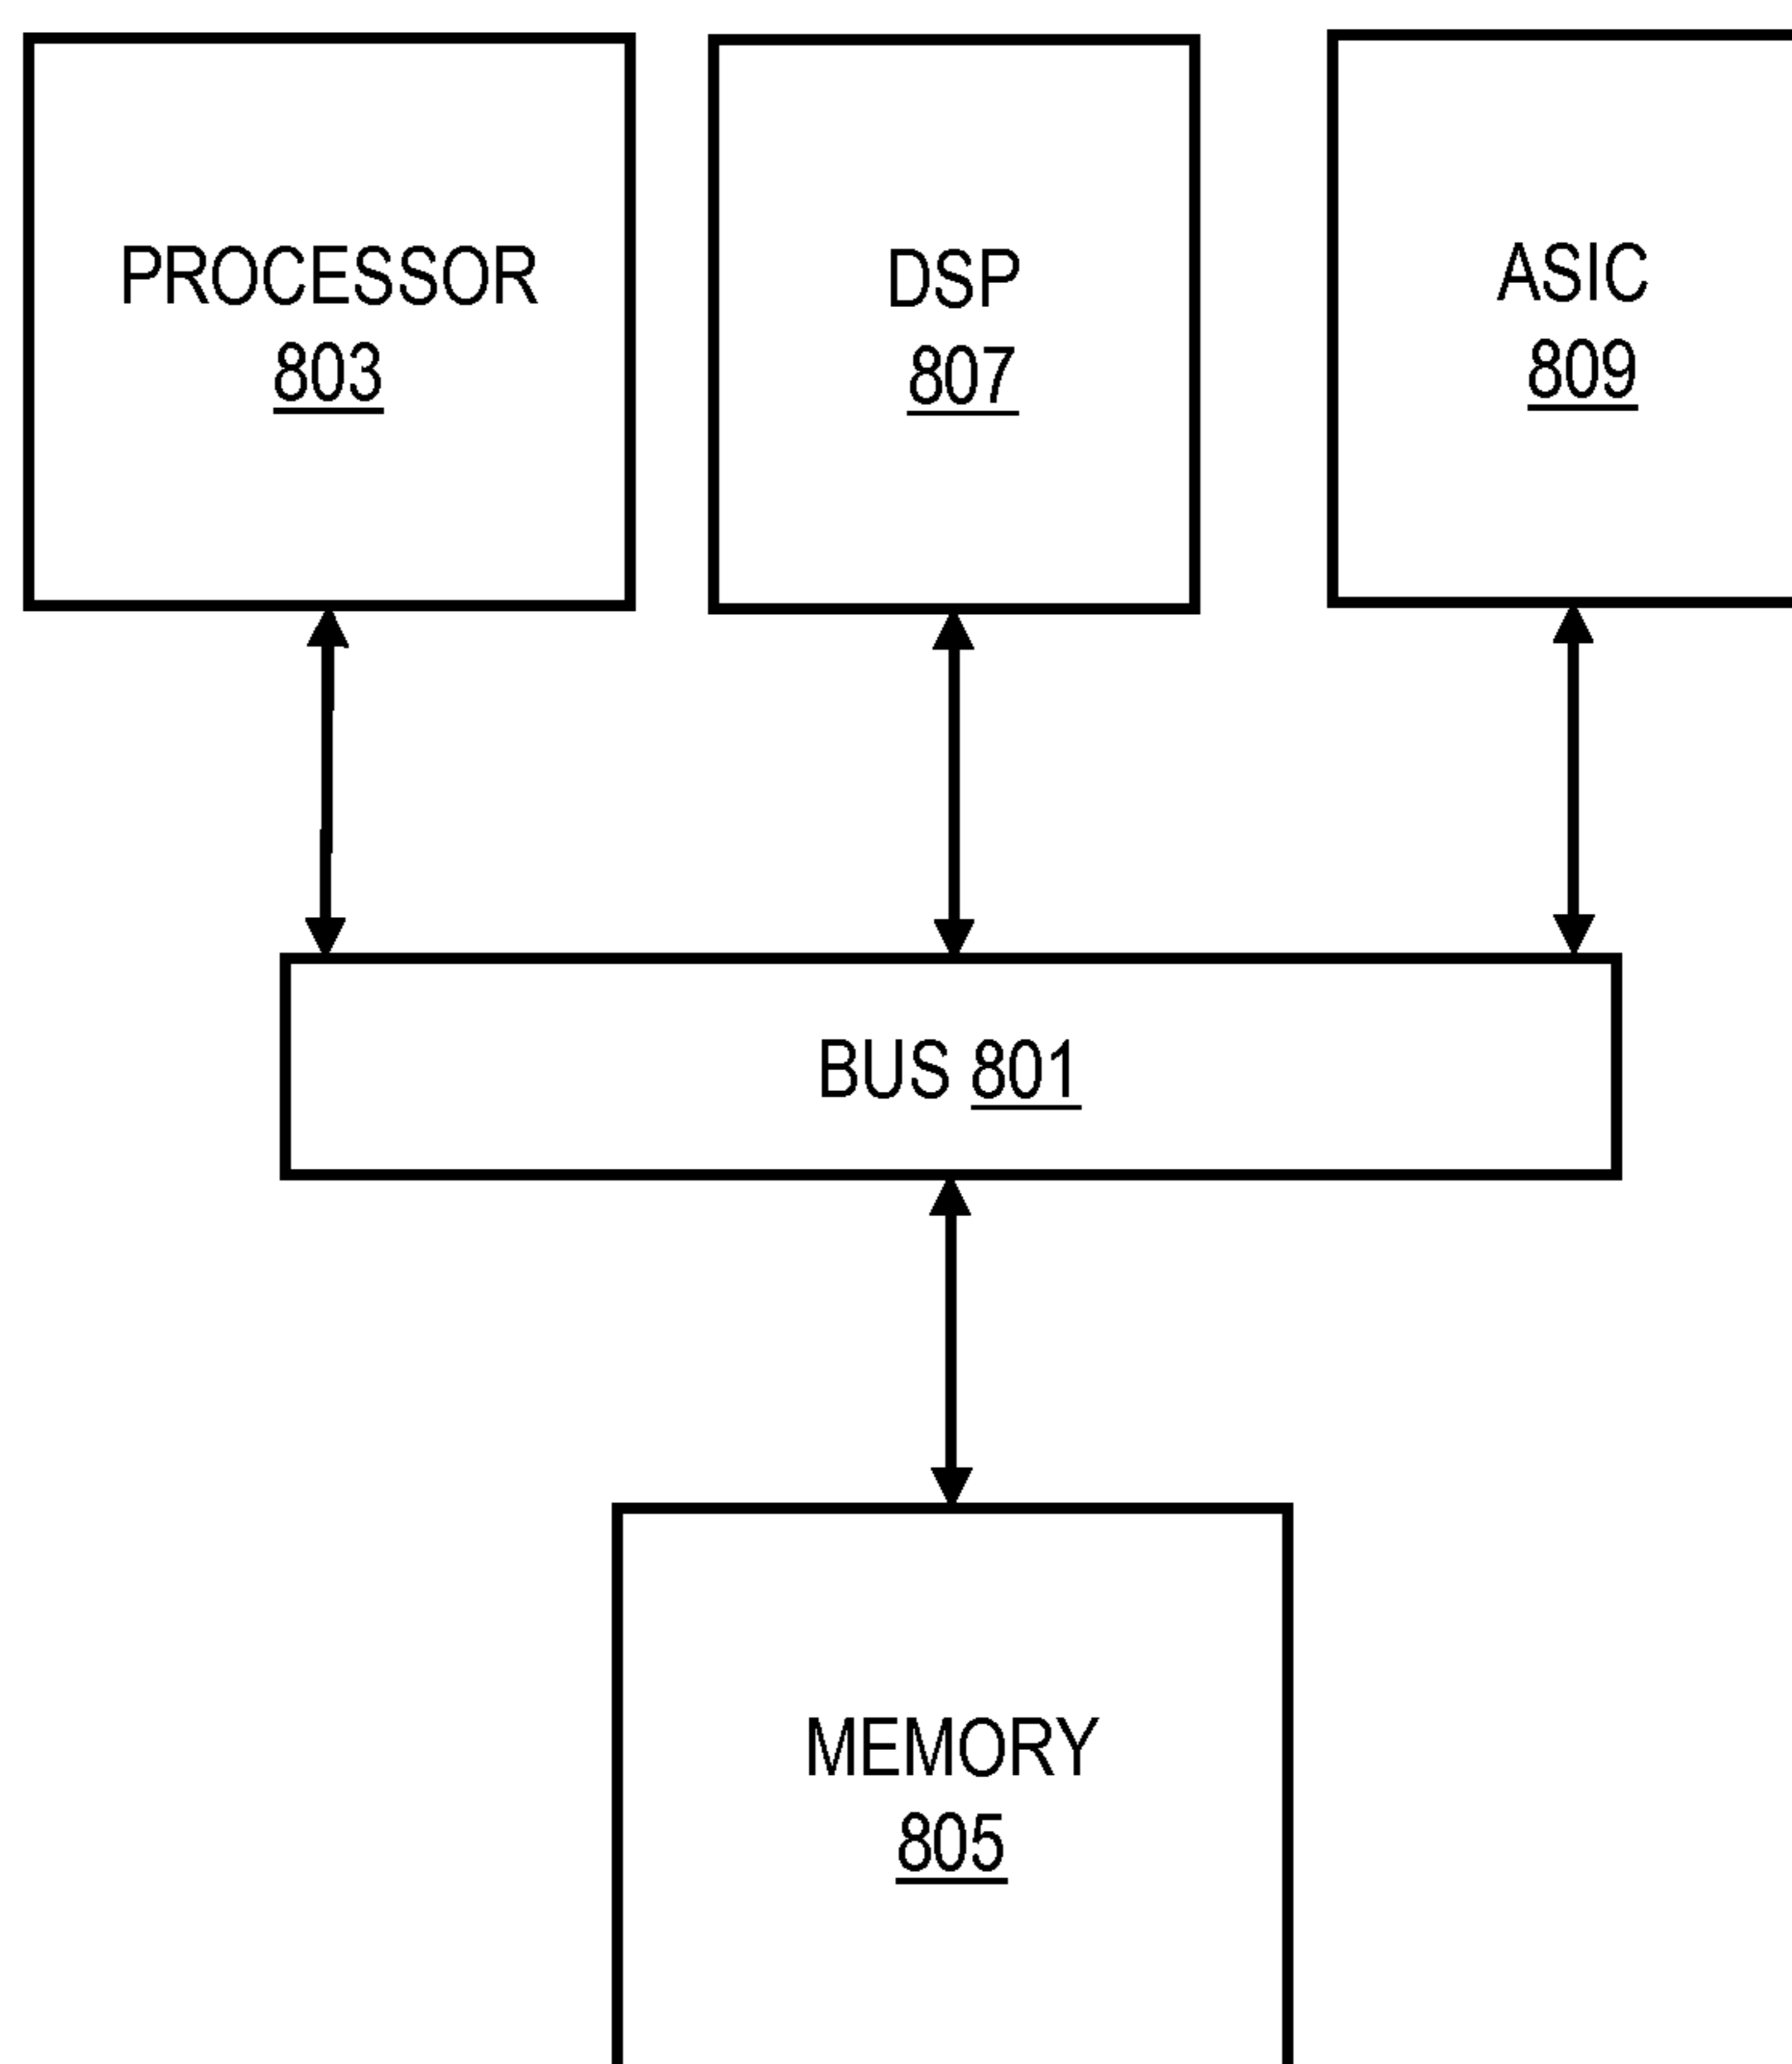 PROCESSOR
803
DSP
807
ASIC
809
BUS 801
MEMORY
805